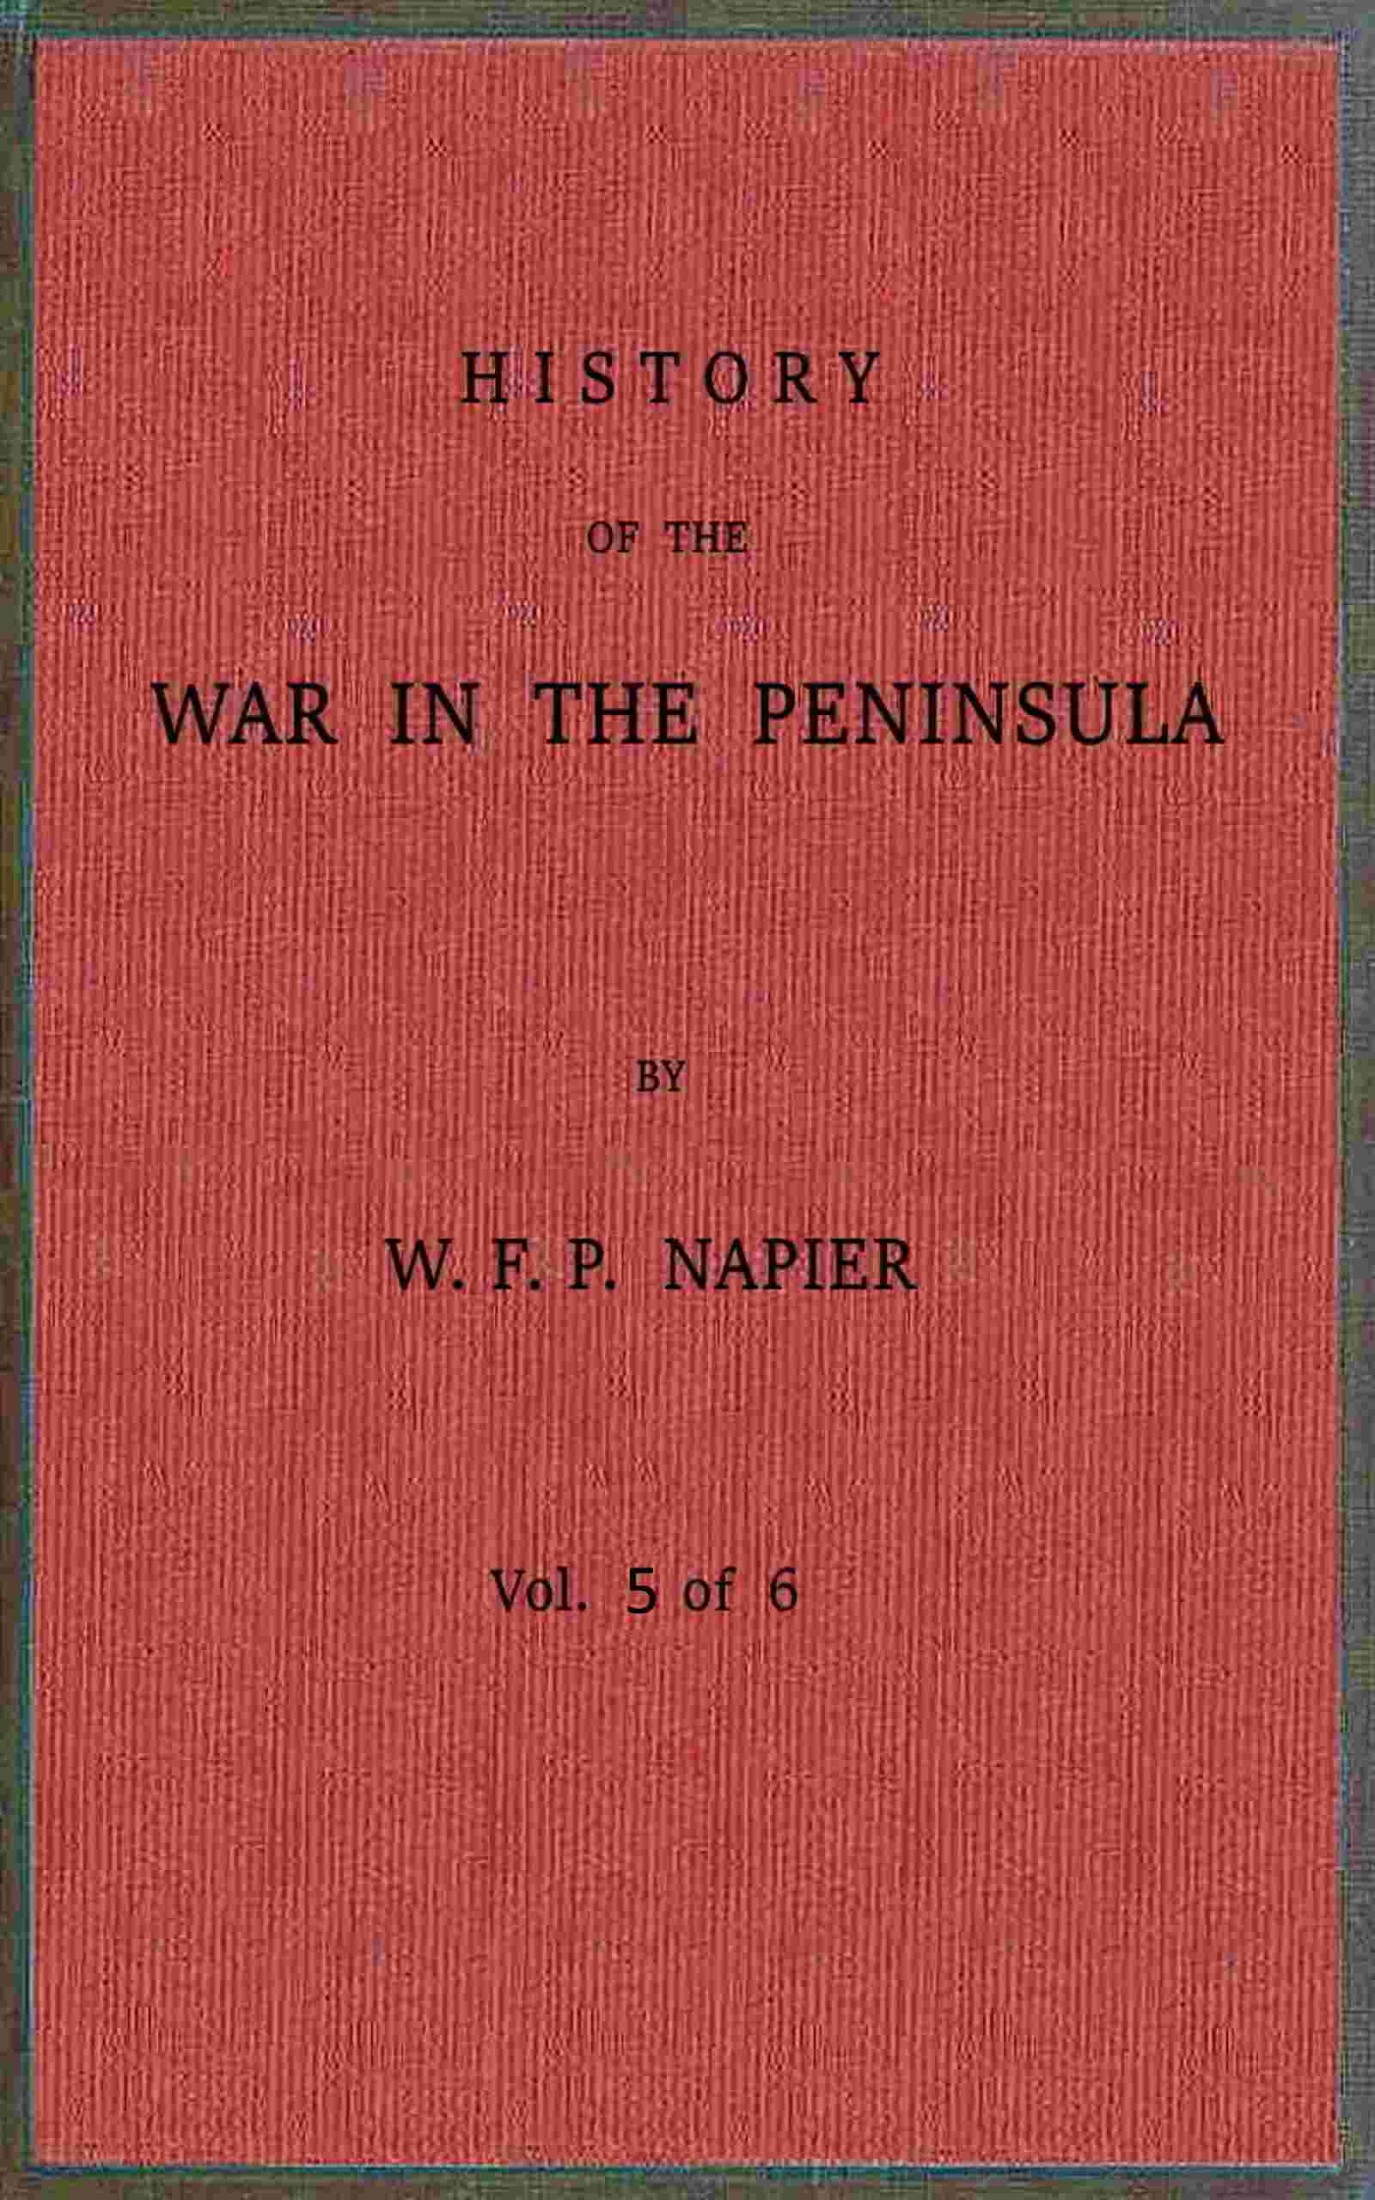 HISTORY
OF THE
WAR IN THE PENINSULA
BY
W. F. P. NAPIER
Vol. 5 of 6